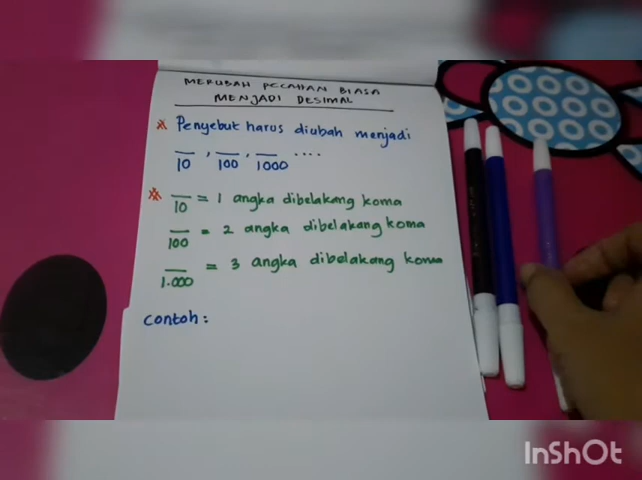 MERUBAH PECAHAN BIASA
MENJADI DESIMAL
Penyebut harus diubah menjadi
/10 , /100 , /1000 ....
/10 = 1 angka dibelakang koma
/100 = 2 angka dibelakang koma
/1.000 = 3 angka dibelakang koma
Contoh:
InShOt